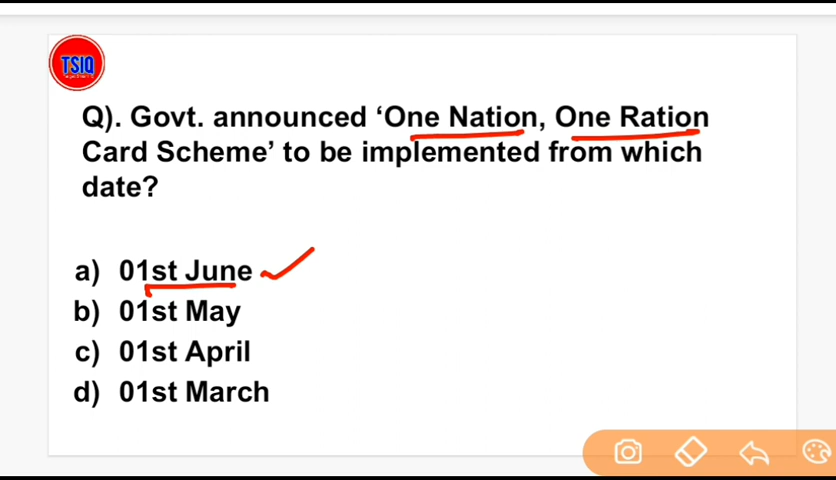 TSIQ
Q). Govt. announced ‘One Nation, One Ration
Card Scheme’ to be implemented from which
date?
a) 01st June
b) 01st May
c) 01st April
d) 01st March